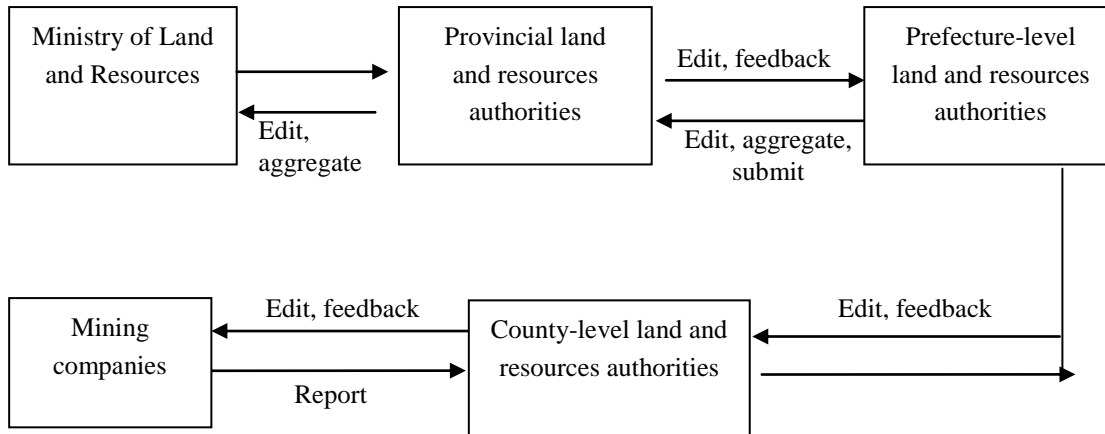 Ministry of Land
and Resources
Provincial land
and resources
authorities
Prefecture-level
land and resources
authorities
Edit, feedback
Edit,
aggregate
Edit, aggregate,
submit
Mining
companies
Edit, feedback
Report
County-level land and
resources authorities
Edit, feedback